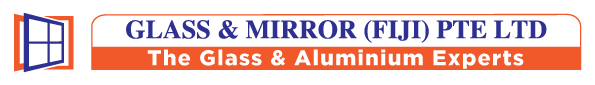 GLASS & MIRROR (FIJI) PTE LTD
The Glass & Aluminium Experts